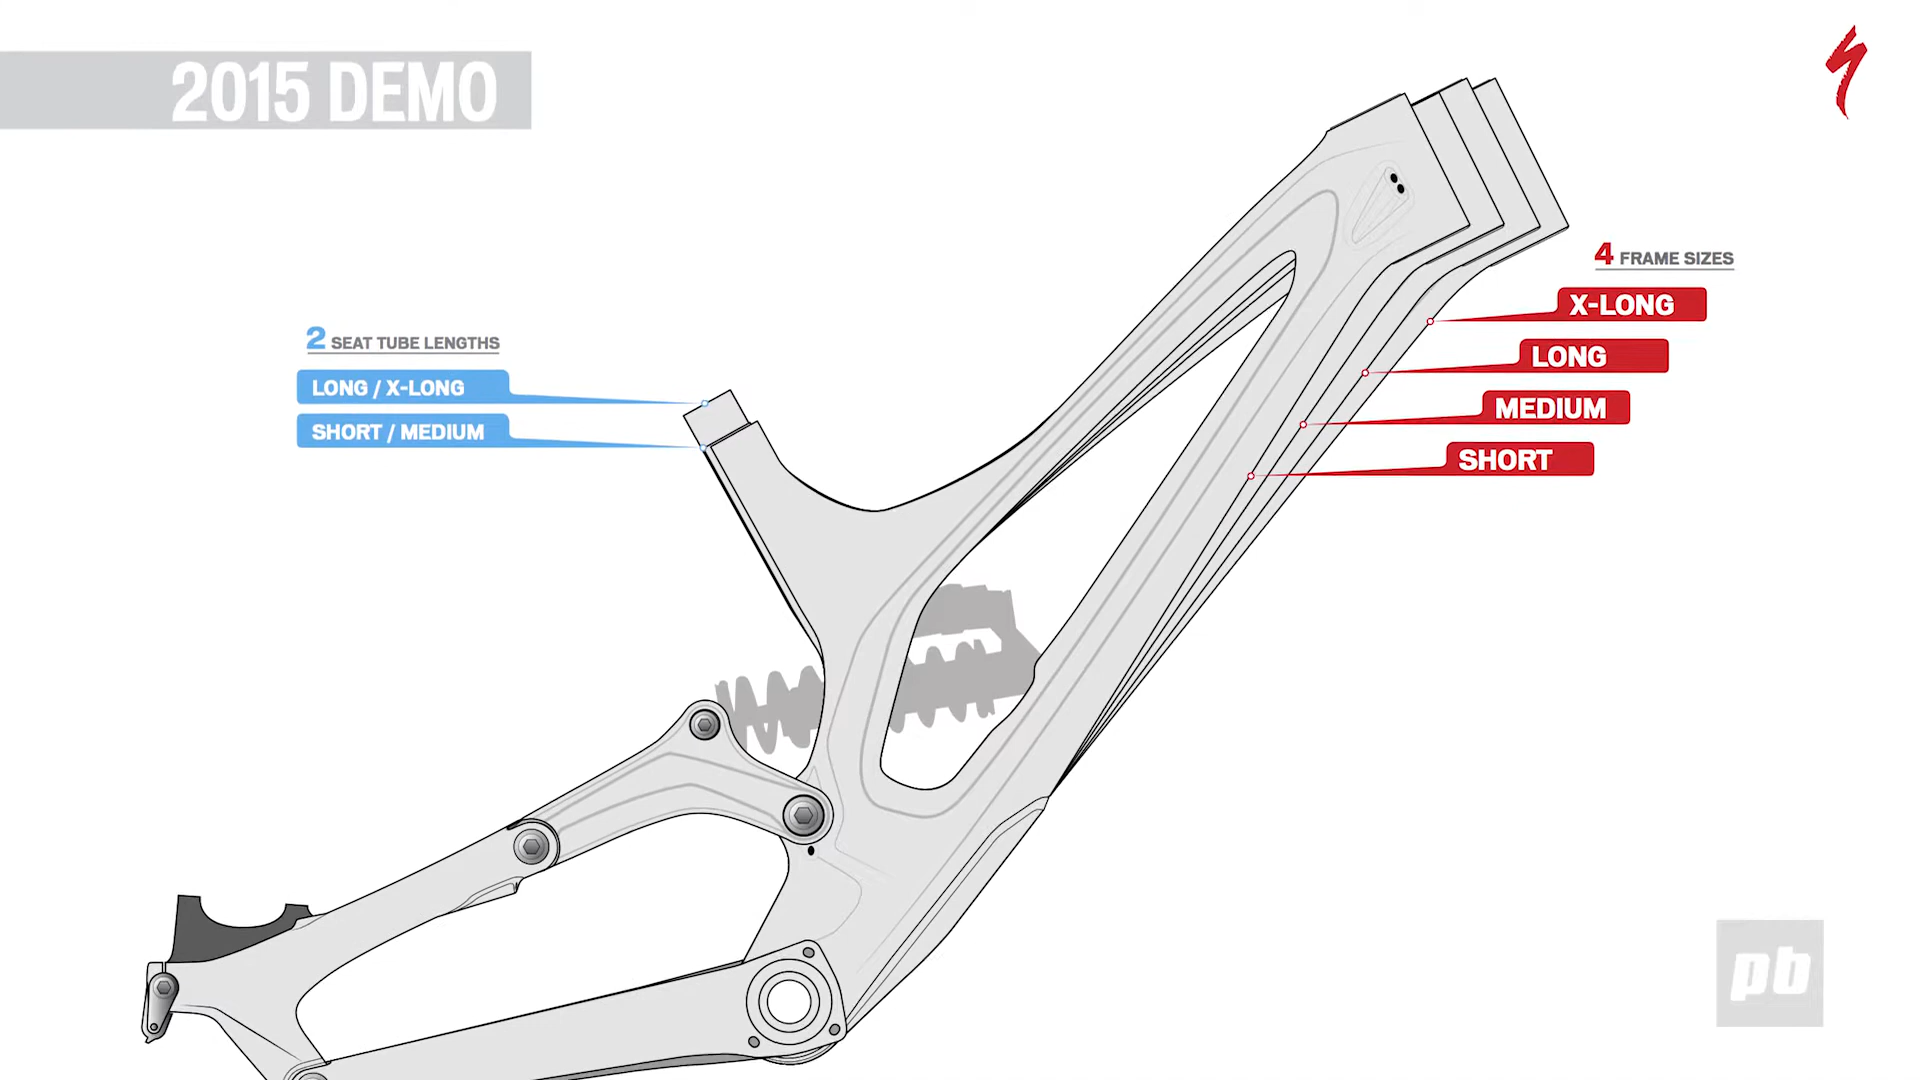 2015 DEMO
4 FRAME SIZES
X-LONG
LONG
MEDIUM
SHORT
2 SEAT TUBE LENGTHS
LONG / X-LONG
SHORT / MEDIUM
pb